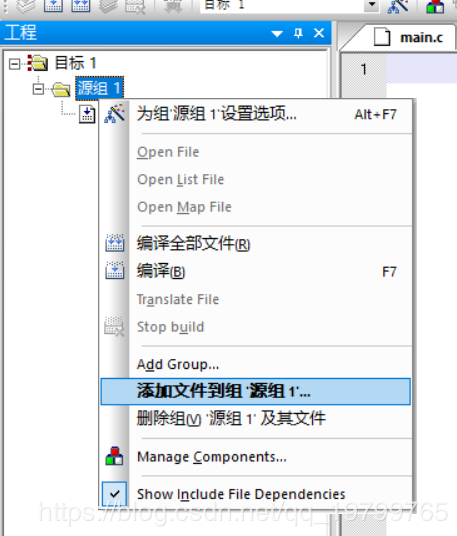 目标 1
工程
main.c
目标 1
1
源组 1
为组'源组 1'设置选项... Alt+F7
Open File
Open List File
Open Map File
编译全部文件(R)
编译(B) F7
Translate File
Stop build
Add Group...
添加文件到组 '源组 1'...
删除组(V) '源组 1' 及其文件
Manage Components...
Show Include File Dependencies
https://blog.csdn.net/qq_19799765